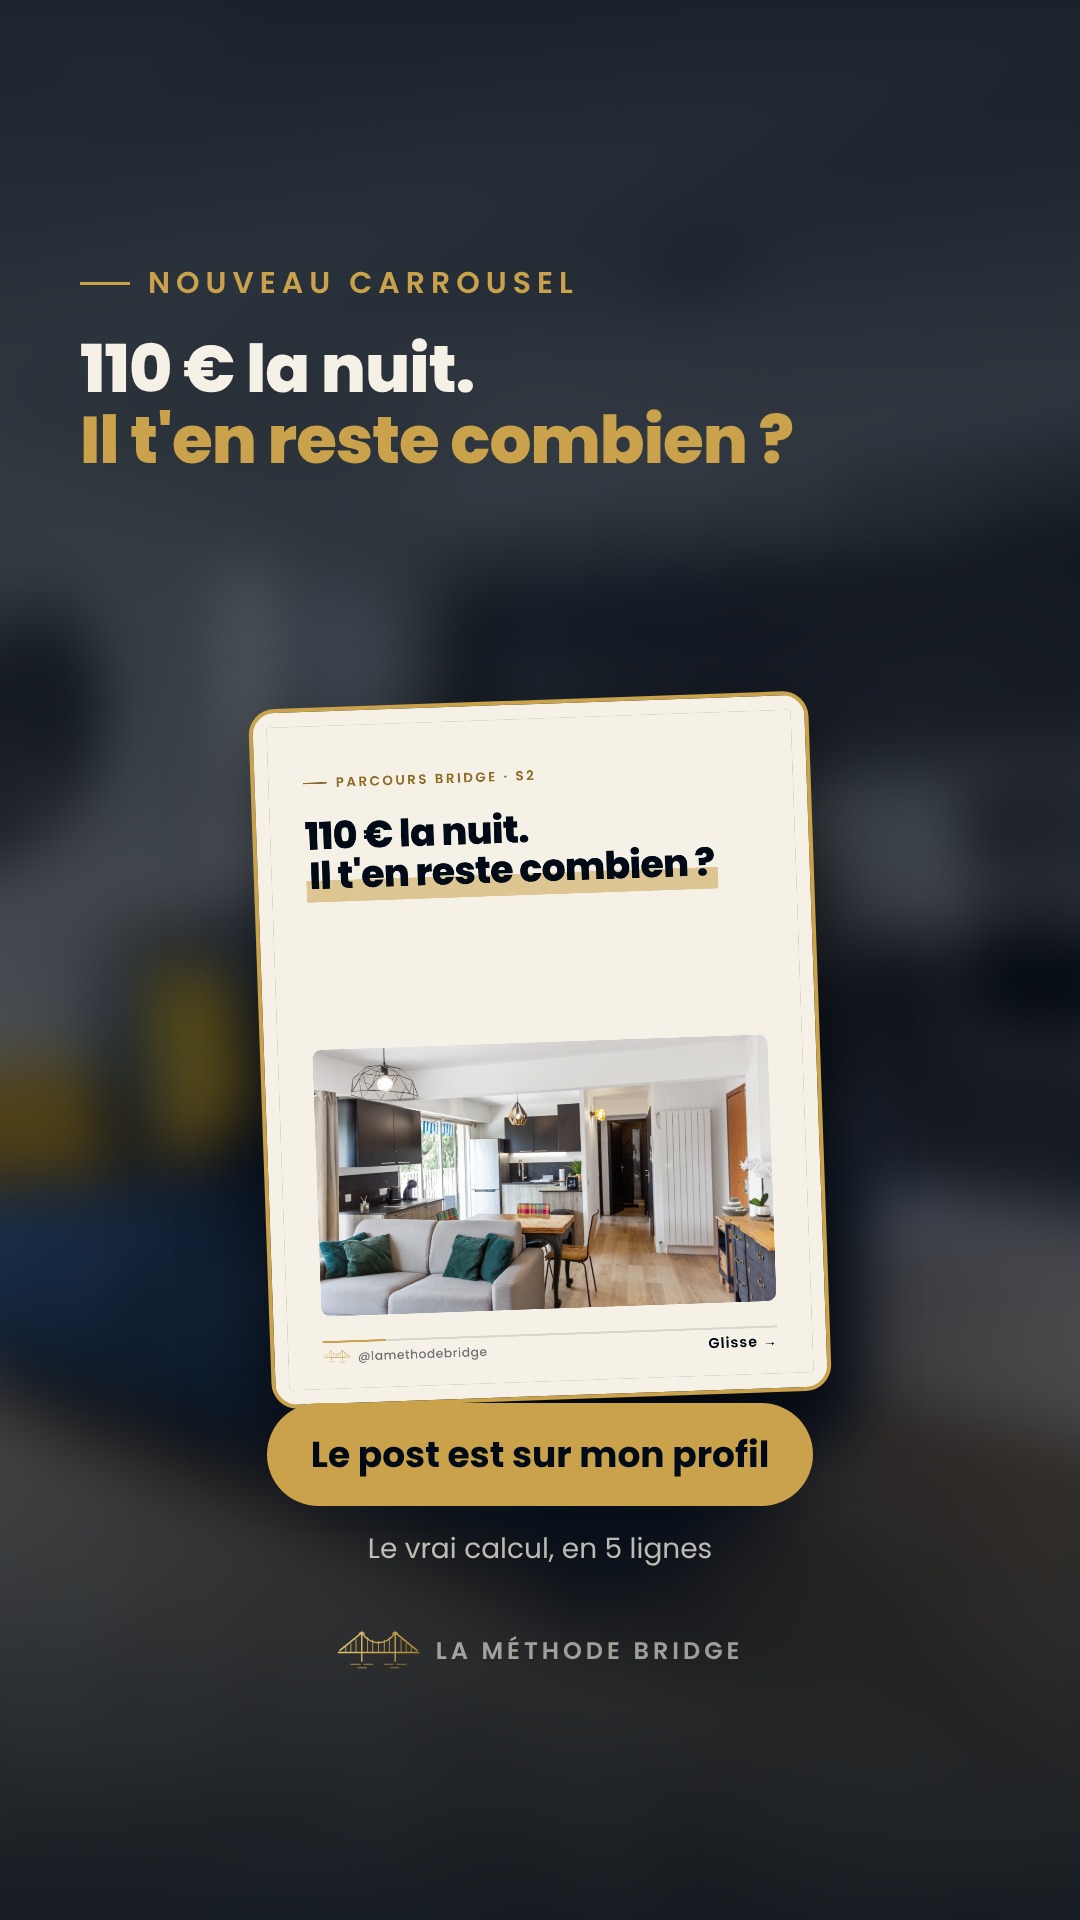 NOUVEAU CARROUSEL
110 € la nuit.
Il t'en reste combien ?
PARCOURS BRIDGE · S2
110 € la nuit.
Il t'en reste combien ?
@lamethodebridge
Glisse →
Le post est sur mon profil
Le vrai calcul, en 5 lignes
LA MÉTHODE BRIDGE